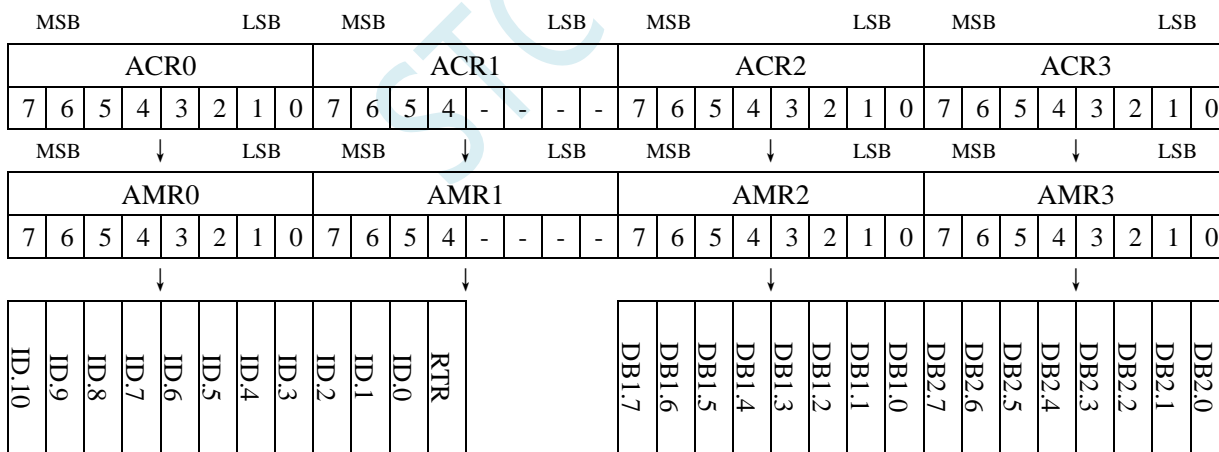 MSB LSB MSB LSB MSB LSB MSB LSB
ACR0 ACR1 ACR2 ACR3
7 6 5 4 3 2 1 0 7 6 5 4 - - - - 7 6 5 4 3 2 1 0 7 6 5 4 3 2 1 0
MSB ↓ LSB MSB ↓ LSB MSB ↓ LSB MSB ↓ LSB
AMR0 AMR1 AMR2 AMR3
7 6 5 4 3 2 1 0 7 6 5 4 - - - - 7 6 5 4 3 2 1 0 7 6 5 4 3 2 1 0
↓ ↓ ↓ ↓
ID.10 ID.9 ID.8 ID.7 ID.6 ID.5 ID.4 ID.3 ID.2 ID.1 ID.0 RTR DB1.7 DB1.6 DB1.5 DB1.4 DB1.3 DB1.2 DB1.1 DB1.0 DB2.7 DB2.6 DB2.5 DB2.4 DB2.3 DB2.2 DB2.1 DB2.0
STC